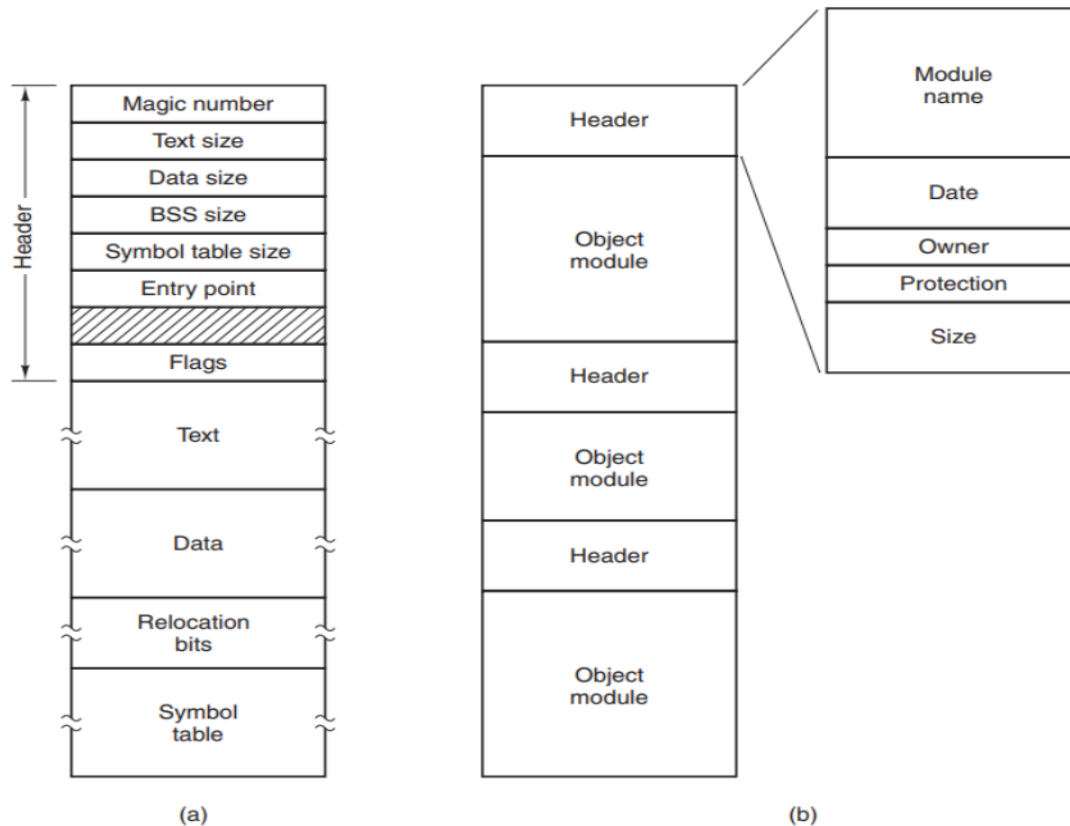 Header
Magic number
Text size
Data size
BSS size
Symbol table size
Entry point
Flags
Text
Data
Relocation
bits
Symbol
table
(a)
Header
Object
module
Header
Object
module
Header
Object
module
(b)
Module
name
Date
Owner
Protection
Size